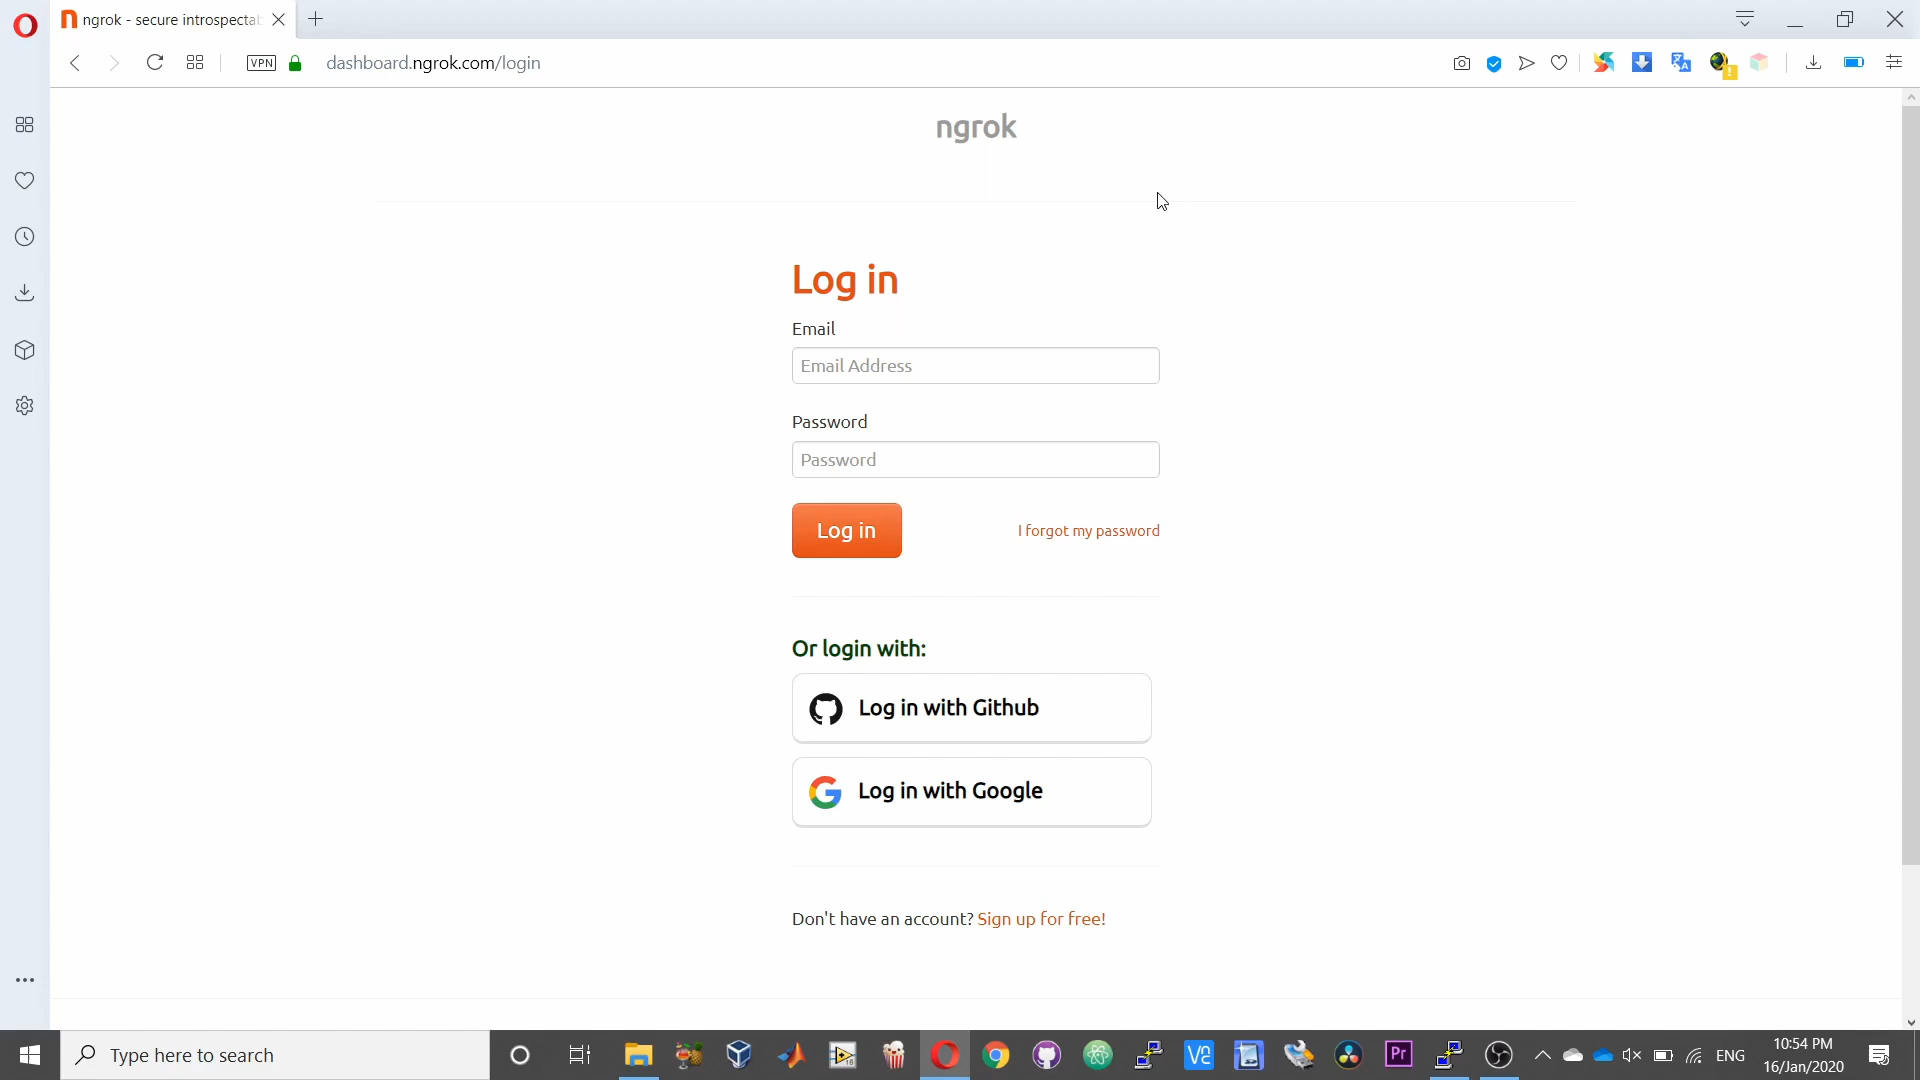 ngrok - secure introspectab
VPN
dashboard.ngrok.com/login
ngrok
Log in
Email
Email Address
Password
Password
Log in
I forgot my password
Or login with:
Log in with Github
Log in with Google
Don't have an account? Sign up for free!
Type here to search
Pr
ENG
10:54 PM
16/Jan/2020